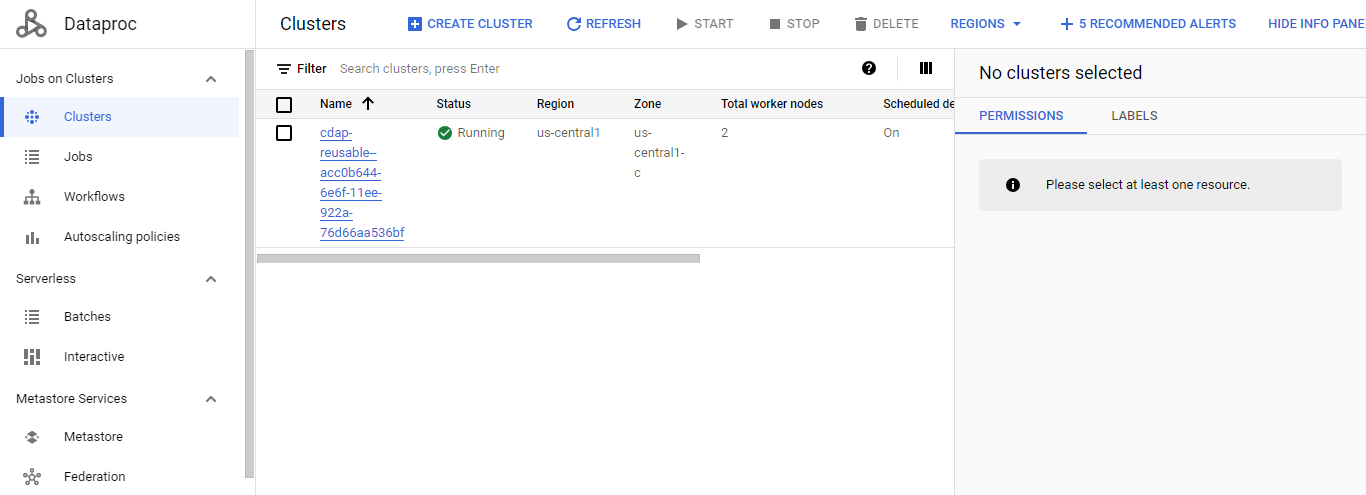 Dataproc
Clusters
CREATE CLUSTER
REFRESH
START
STOP
DELETE
REGIONS
5 RECOMMENDED ALERTS
HIDE INFO PANE
Jobs on Clusters
Clusters
Jobs
Workflows
Autoscaling policies
Serverless
Batches
Interactive
Metastore Services
Metastore
Federation
Filter Search clusters, press Enter
Name Status Region Zone Total worker nodes Scheduled de
cdap- Running us-central1 us- 2 On
reusable-- central1-
acc0b644- c
6e6f-11ee-
922a-
76d66aa536bf
No clusters selected
PERMISSIONS LABELS
Please select at least one resource.